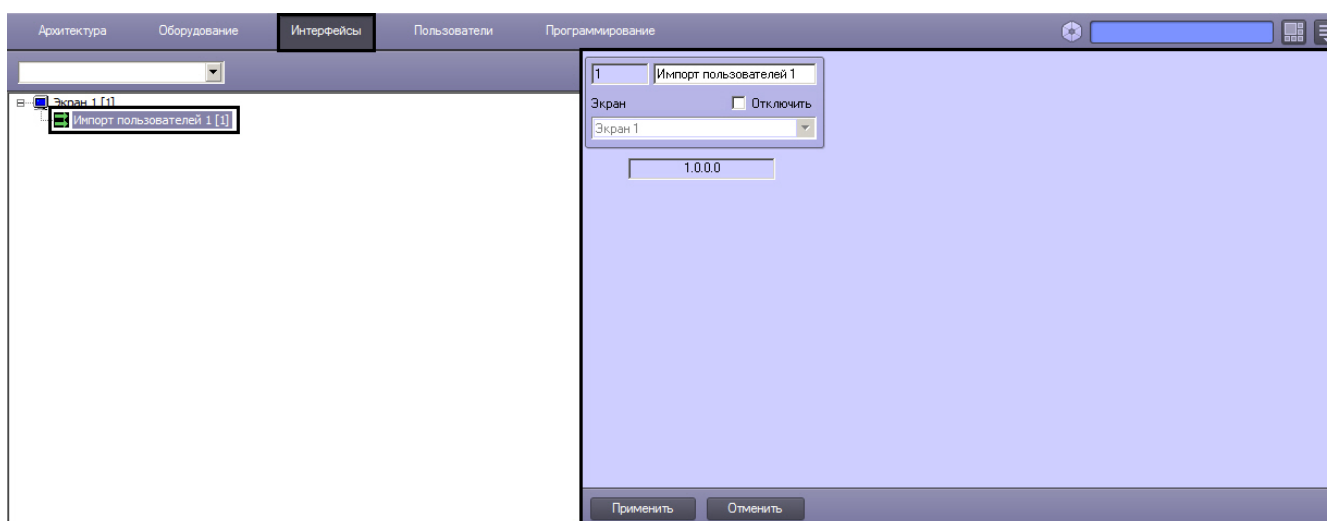 Архитектура Оборудование Интерфейсы Пользователи Программирование
Экран 1 [1]
Импорт пользователей 1 [1]
1 Импорт пользователей 1
Экран Отключить
Экран 1
1.0.0.0
Применить Отменить